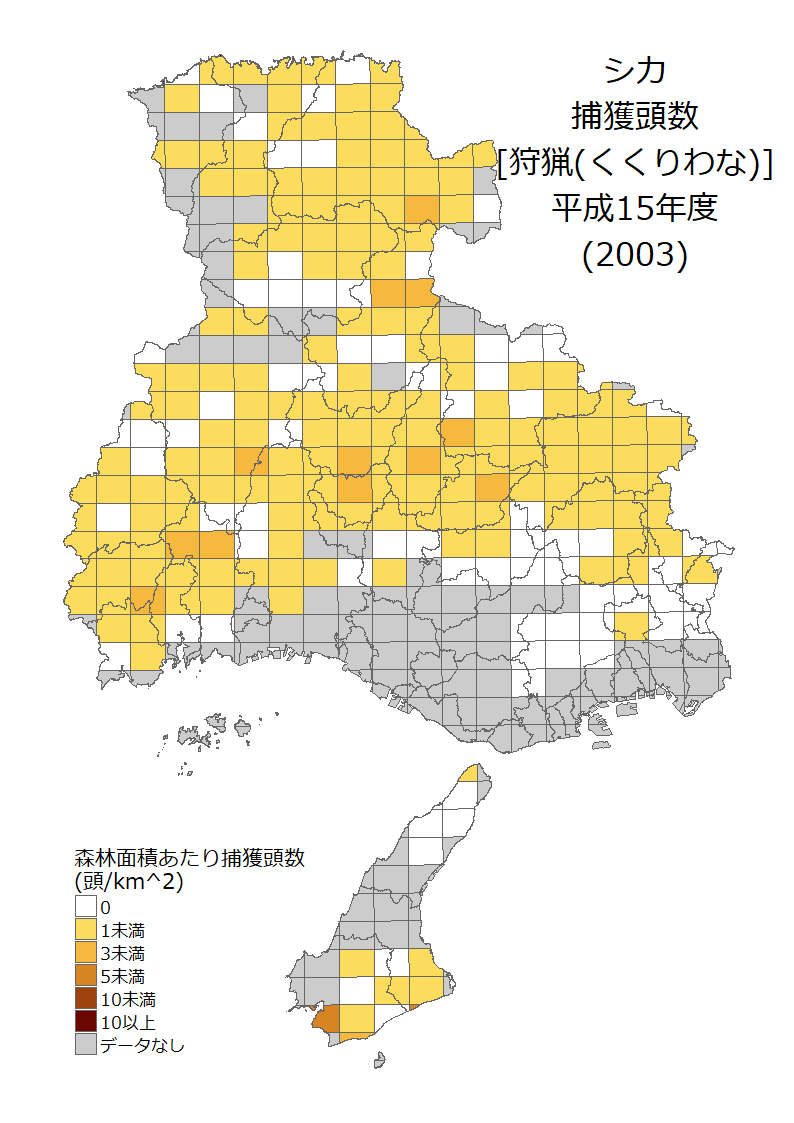 シカ
捕獲頭数
[狩猟(くくりわな)]
平成15年度
(2003)
森林面積あたり捕獲頭数
(頭/km^2)
0
1未満
3未満
5未満
10未満
10以上
データなし